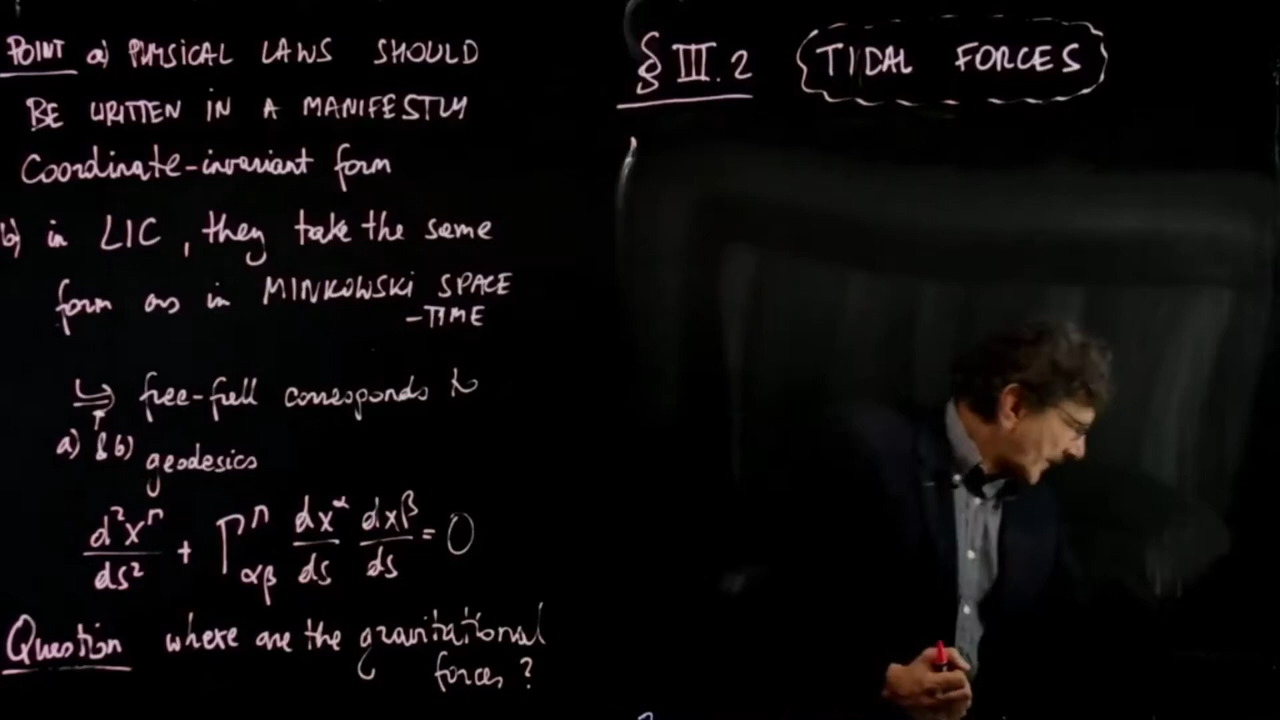 POINT a) PHYSICAL LAWS SHOULD
BE WRITTEN IN A MANIFESTLY
Coordinate-invariant form
b) in LIC, they take the same
form as in MINKOWSKI SPACE
-TIME
↳ free-fall corresponds to
a) & b) geodesics
d²xⁿ/ds² + Γⁿαβ dx^α/ds dx^β/ds = 0
Question where are the gravitational
forces?
§ III.2 TIDAL FORCES